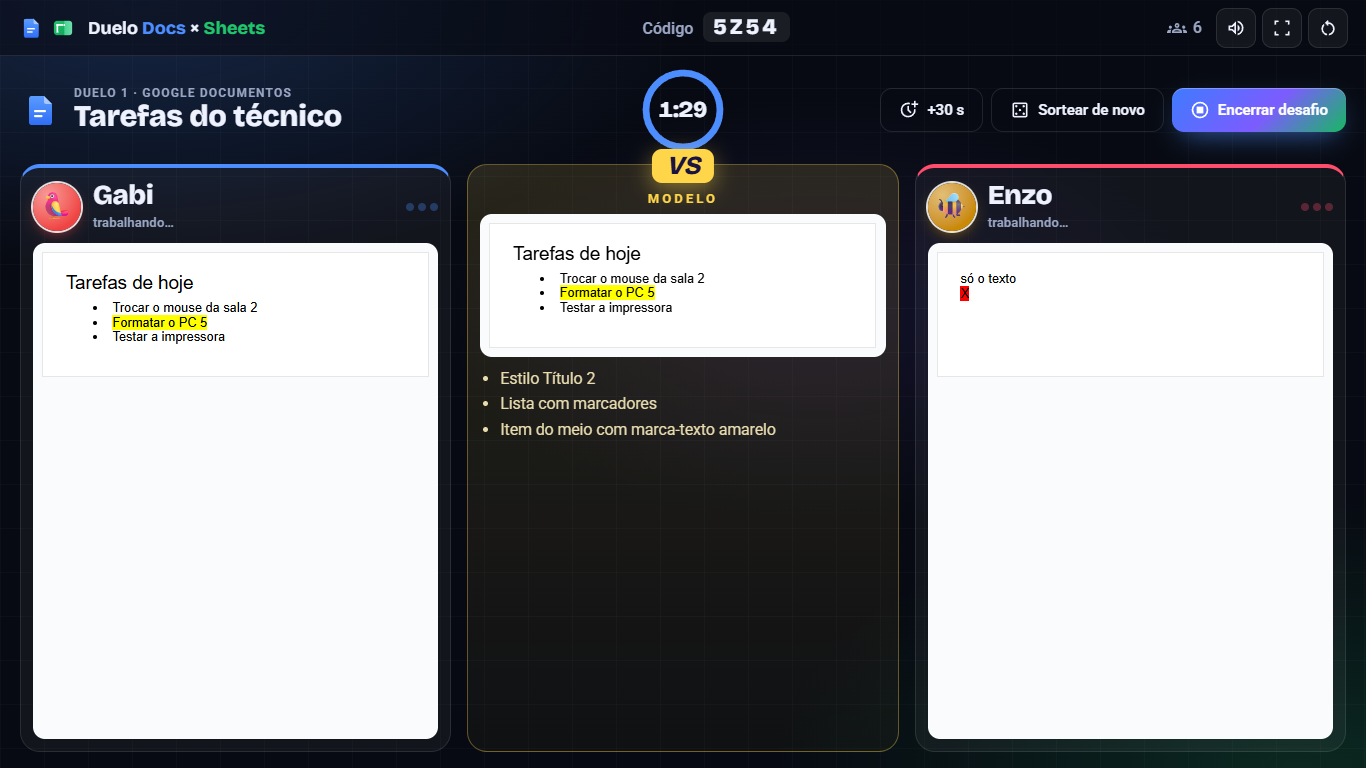 Duelo Docs × Sheets
Código 5Z54
6
DUELO 1 · GOOGLE DOCUMENTOS
Tarefas do técnico
1:29
+30 s
Sortear de novo
Encerrar desafio
VS
Gabi
trabalhando...
Tarefas de hoje
• Trocar o mouse da sala 2
• Formatar o PC 5
• Testar a impressora
MODELO
Tarefas de hoje
• Trocar o mouse da sala 2
• Formatar o PC 5
• Testar a impressora
• Estilo Título 2
• Lista com marcadores
• Item do meio com marca-texto amarelo
Enzo
trabalhando...
só o texto
X